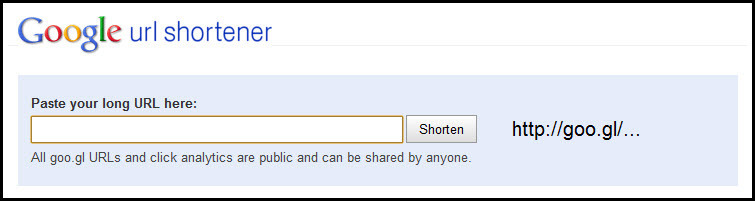 Google url shortener
Paste your long URL here:
Shorten
http://goo.gl/...
All goo.gl URLs and click analytics are public and can be shared by anyone.